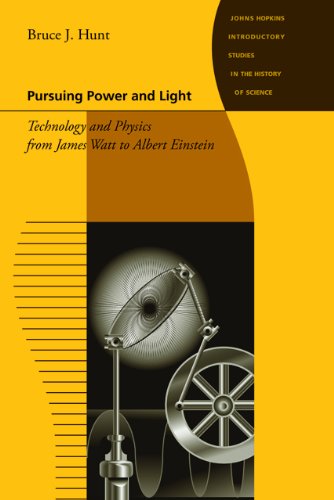 Bruce J. Hunt
JOHNS HOPKINS
INTRODUCTORY
STUDIES
IN THE HISTORY
OF SCIENCE
Pursuing Power and Light
Technology and Physics
from James Watt to Albert Einstein